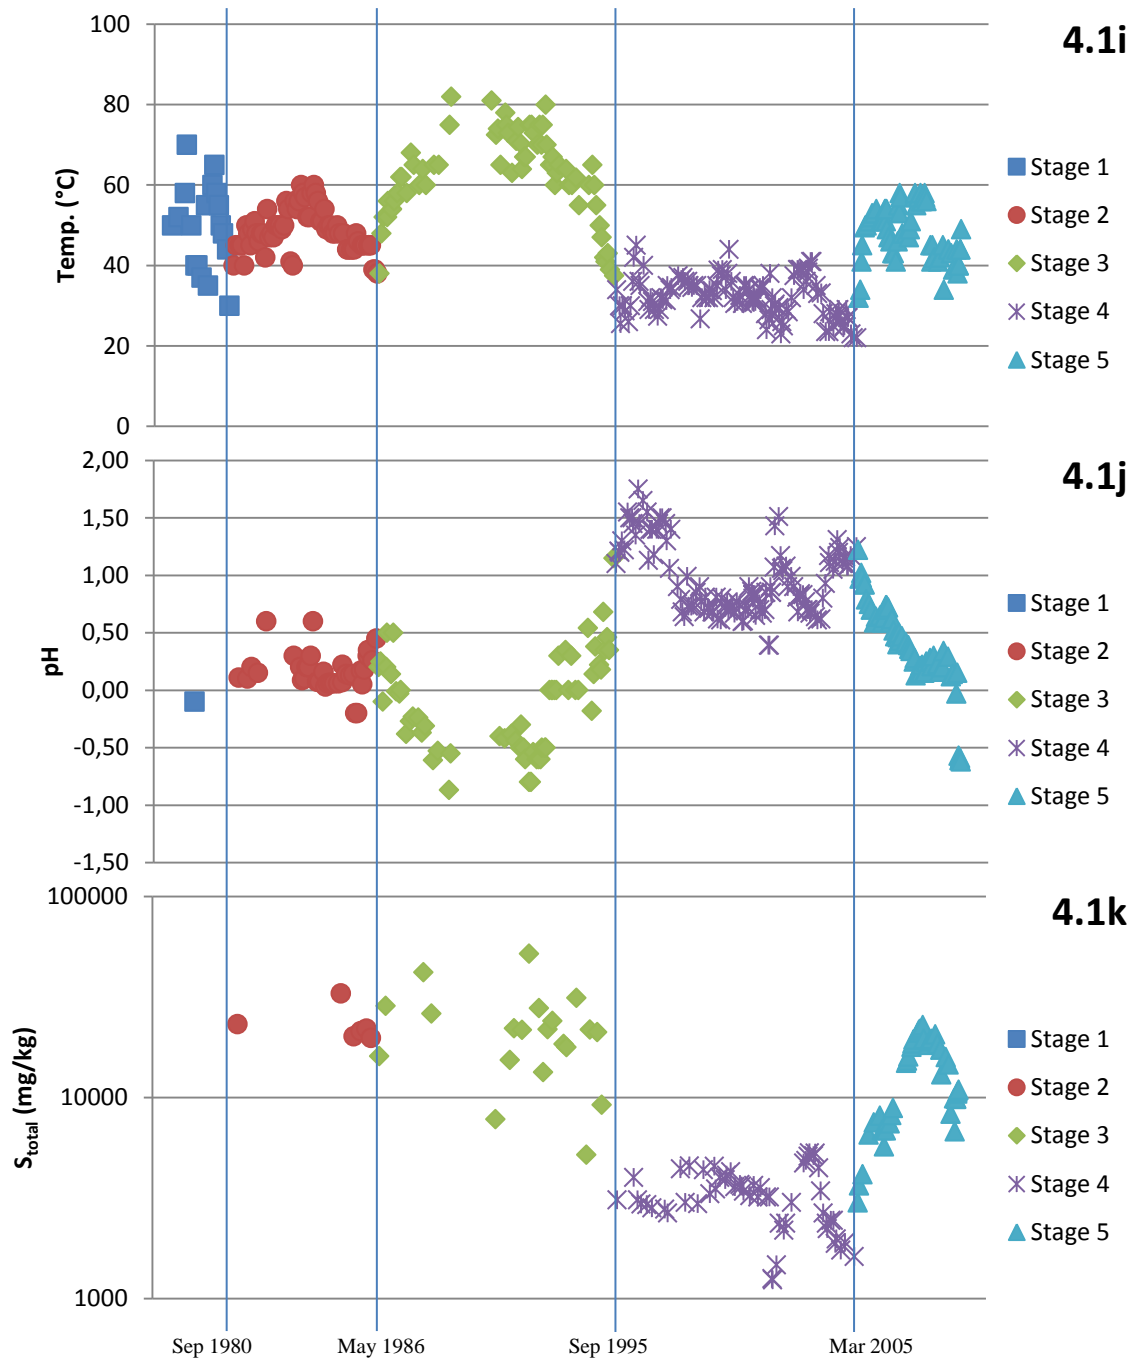 4.1i
100
80
60
40
20
0
Temp. (°C)
Stage 1
Stage 2
Stage 3
Stage 4
Stage 5
4.1j
2,00
1,50
1,00
0,50
0,00
-0,50
-1,00
-1,50
pH
Stage 1
Stage 2
Stage 3
Stage 4
Stage 5
4.1k
100000
10000
1000
Stotal (mg/kg)
Stage 1
Stage 2
Stage 3
Stage 4
Stage 5
Sep 1980 May 1986 Sep 1995 Mar 2005